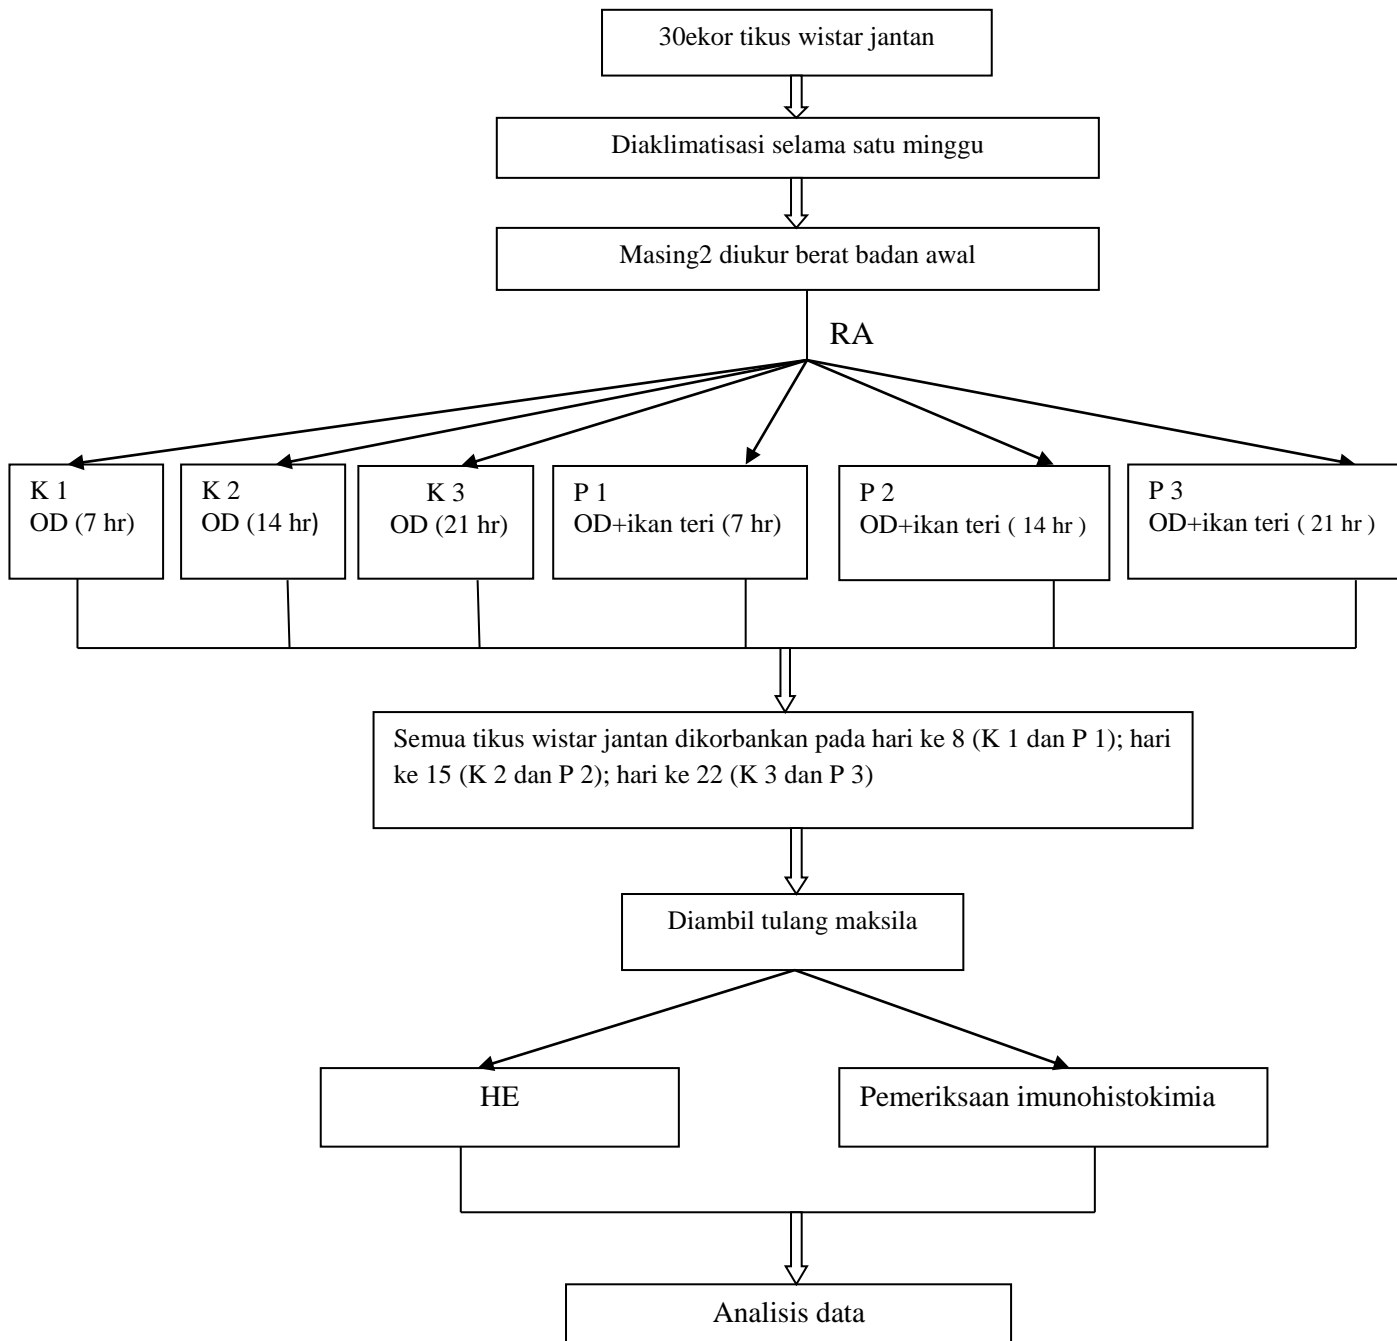 30ekor tikus wistar jantan
Diaklimatisasi selama satu minggu
Masing2 diukur berat badan awal
RA
K 1
OD (7 hr)
K 2
OD (14 hr)
K 3
OD (21 hr)
P 1
OD+ikan teri (7 hr)
P 2
OD+ikan teri ( 14 hr )
P 3
OD+ikan teri ( 21 hr )
Semua tikus wistar jantan dikorbankan pada hari ke 8 (K 1 dan P 1); hari
ke 15 (K 2 dan P 2); hari ke 22 (K 3 dan P 3)
Diambil tulang maksila
HE
Pemeriksaan imunohistokimia
Analisis data